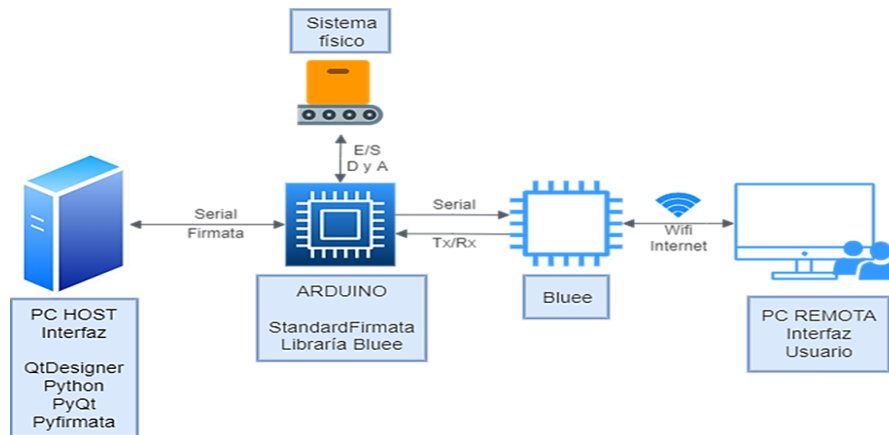 Sistema
físico
E/S
D y A
Serial
Firmata
Serial
Tx/Rx
Wifi
Internet
PC HOST
Interfaz
QtDesigner
Python
PyQt
Pyfirmata
ARDUINO
StandardFirmata
Libraría Bluee
Bluee
PC REMOTA
Interfaz
Usuario